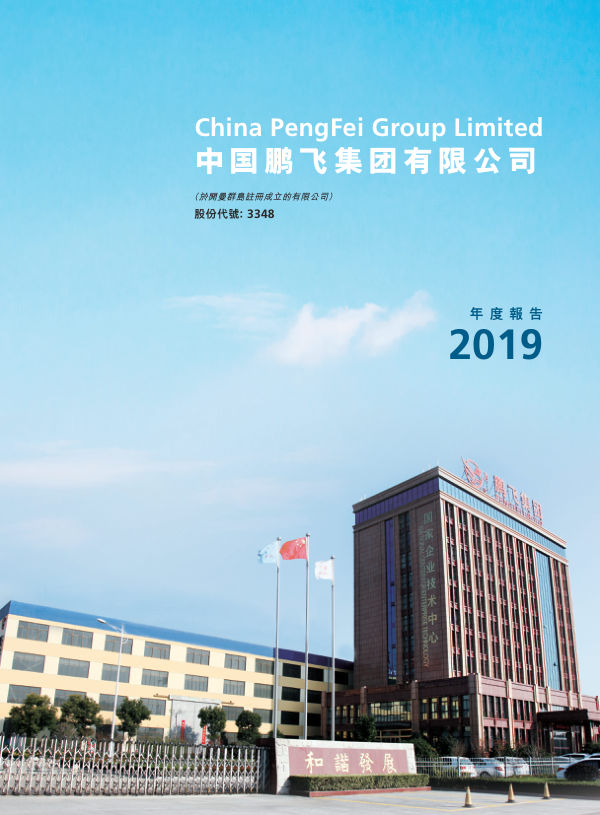 China PengFei Group Limited
中国鹏飞集团有限公司
（於開曼群島註冊成立的有限公司）
股份代號: 3348
年度報告
2019
鹏飞集团
国家企业技术中心
和諧發展